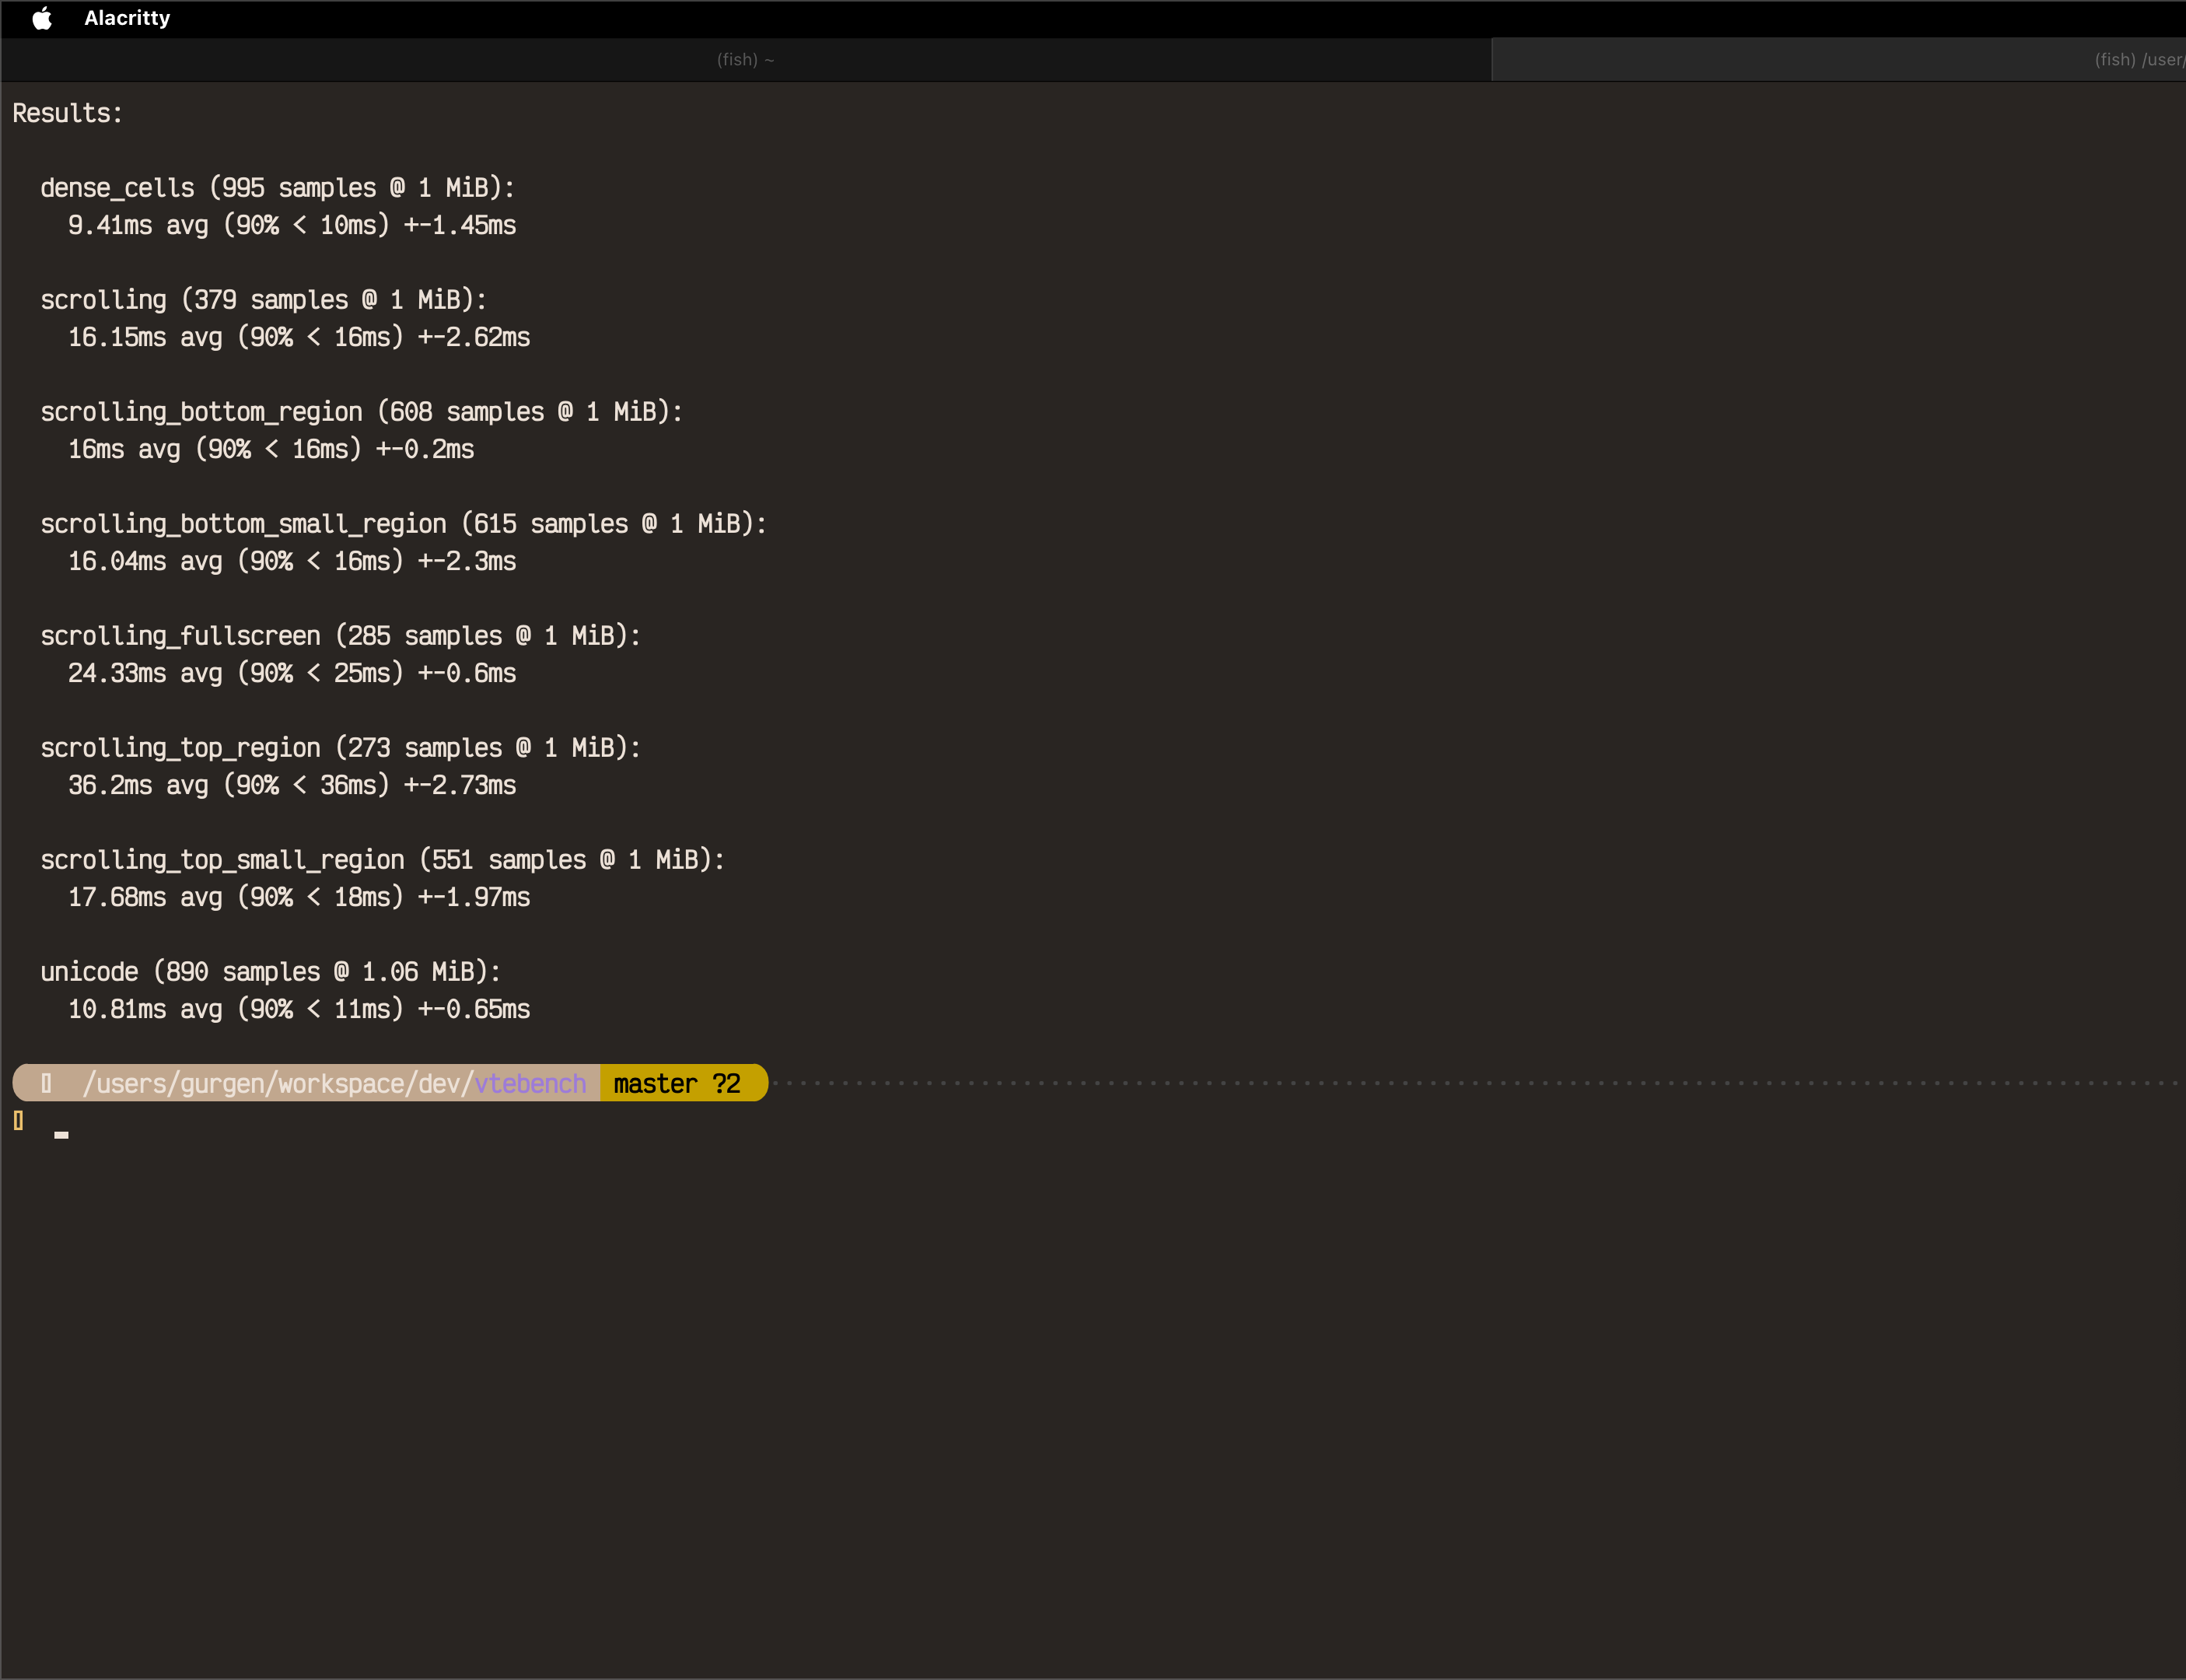 Alacritty
(fish) ~
(fish) /user/
Results:
dense_cells (995 samples @ 1 MiB):
9.41ms avg (90% < 10ms) +-1.45ms
scrolling (379 samples @ 1 MiB):
16.15ms avg (90% < 16ms) +-2.62ms
scrolling_bottom_region (608 samples @ 1 MiB):
16ms avg (90% < 16ms) +-0.2ms
scrolling_bottom_small_region (615 samples @ 1 MiB):
16.04ms avg (90% < 16ms) +-2.3ms
scrolling_fullscreen (285 samples @ 1 MiB):
24.33ms avg (90% < 25ms) +-0.6ms
scrolling_top_region (273 samples @ 1 MiB):
36.2ms avg (90% < 36ms) +-2.73ms
scrolling_top_small_region (551 samples @ 1 MiB):
17.68ms avg (90% < 18ms) +-1.97ms
unicode (890 samples @ 1.06 MiB):
10.81ms avg (90% < 11ms) +-0.65ms
/users/gurgen/workspace/dev/vtebench master ?2